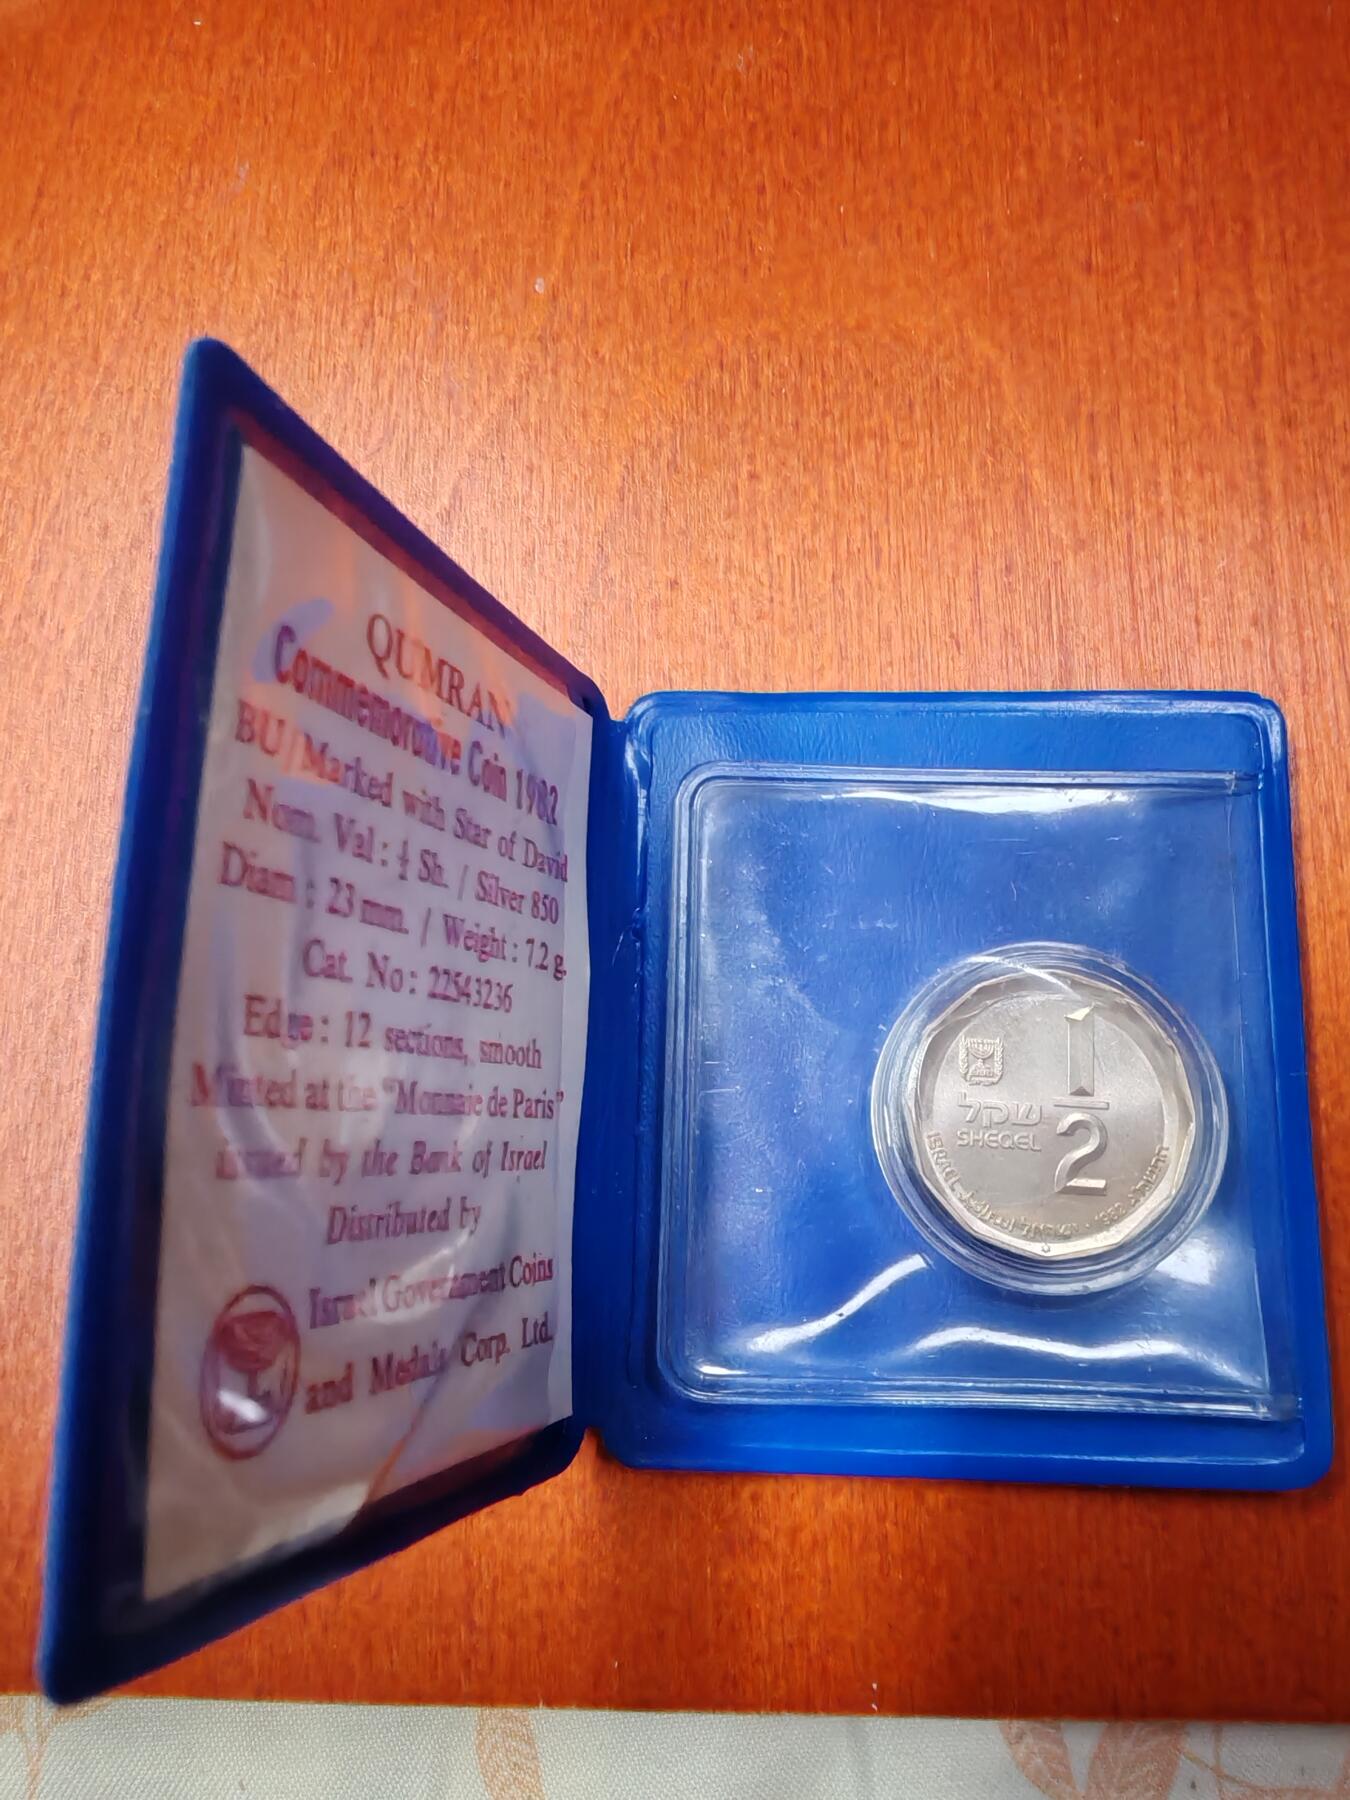 QUMRAN
Commemorative Coin 1982
BU/Marked with Star of David
Nom. Val: ½ Sh. / Silver 850
Diam: 23 mm. / Weight: 7.2 g.
Cat. No: 22543236
Edge: 12 sections, smooth
Minted at the "Monnaie de Paris"
issued by the Bank of Israel
Distributed by
Israel Government Coins
and Medals Corp. Ltd.
1
2
שקל
SHEQEL
ISRAEL ישראל 1982